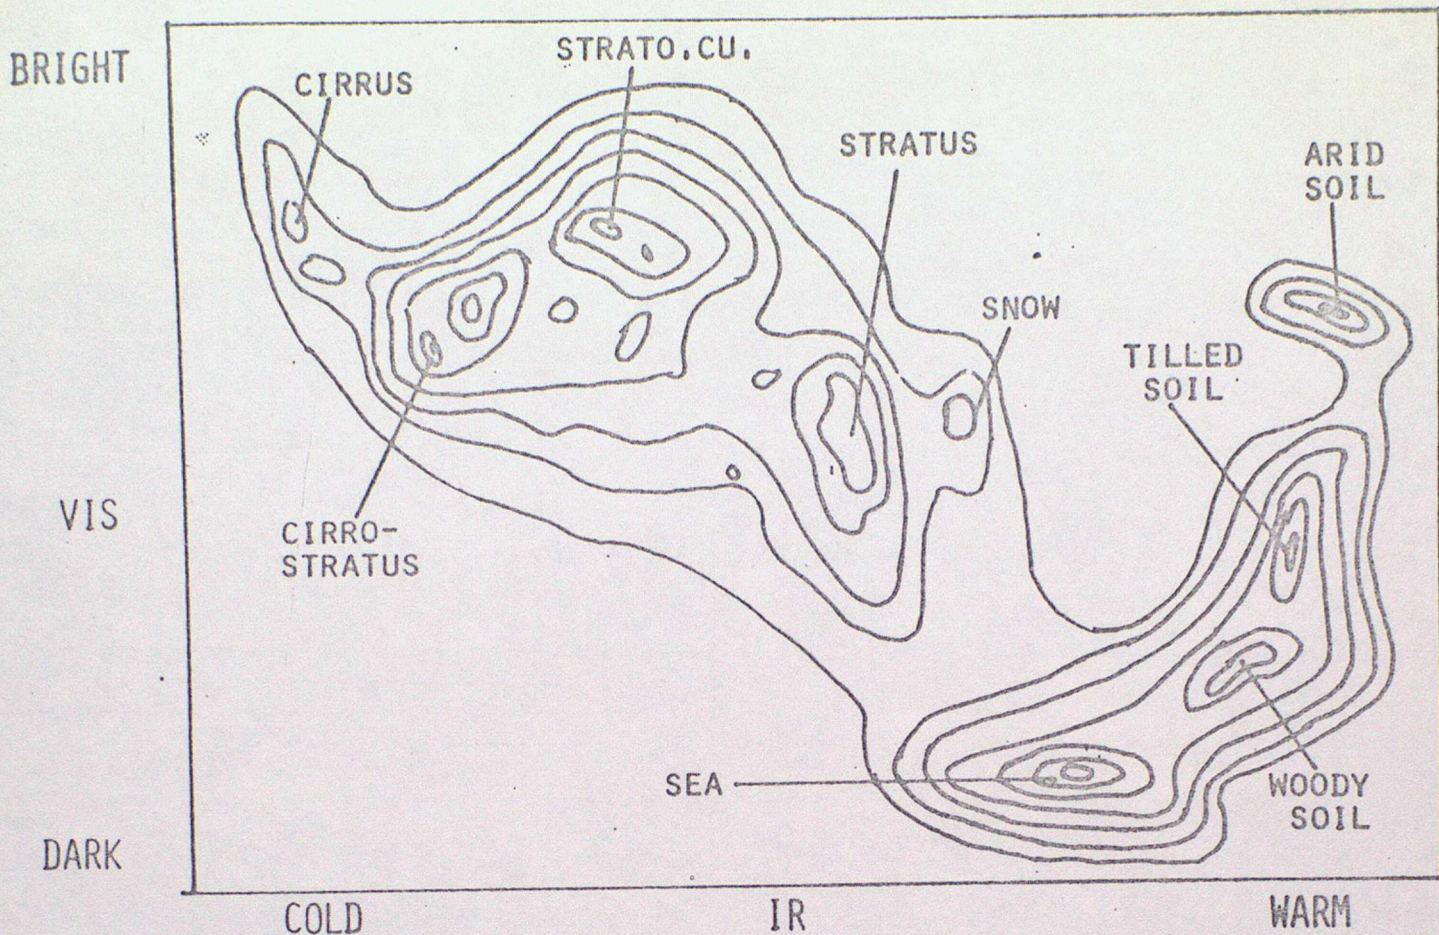 BRIGHT
CIRRUS
STRATO.CU.
STRATUS
ARID
SOIL
SNOW
TILLED
SOIL
VIS
CIRRO-
STRATUS
SEA
WOODY
SOIL
DARK
COLD
IR
WARM